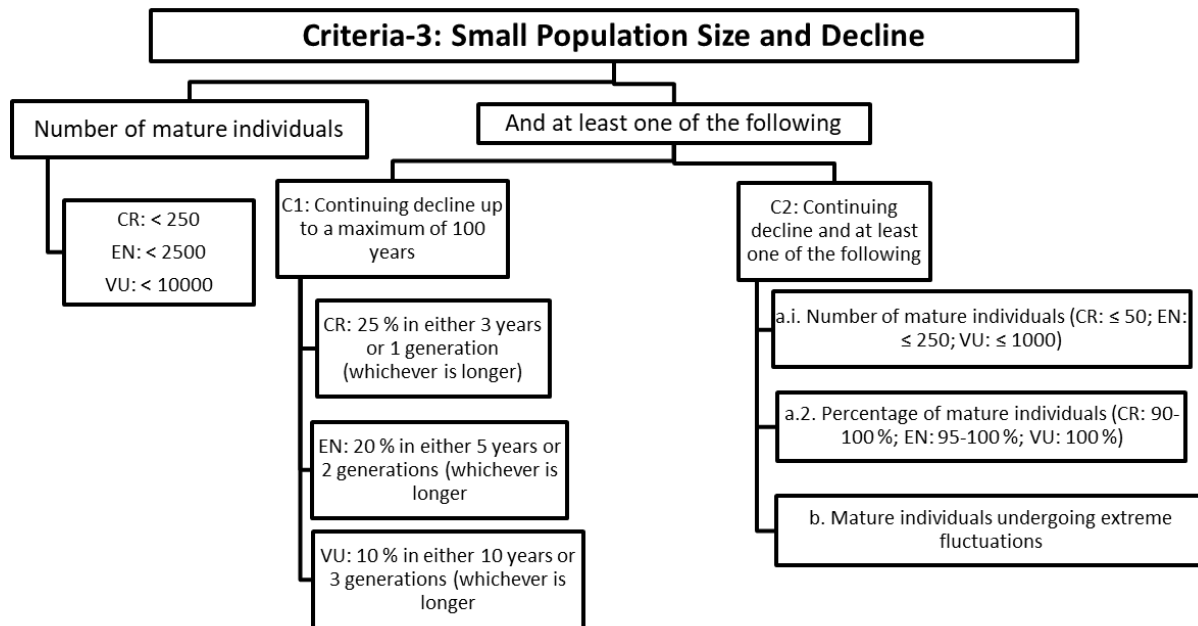 Criteria-3: Small Population Size and Decline
Number of mature individuals
And at least one of the following
CR: < 250
EN: < 2500
VU: < 10000
C1: Continuing decline up
to a maximum of 100
years
CR: 25 % in either 3 years
or 1 generation
(whichever is longer)
EN: 20 % in either 5 years or
2 generations (whichever is
longer
VU: 10 % in either 10 years or
3 generations (whichever is
longer
C2: Continuing
decline and at least
one of the following
a.i. Number of mature individuals (CR: ≤ 50; EN:
≤ 250; VU: ≤ 1000)
a.2. Percentage of mature individuals (CR: 90-
100 %; EN: 95-100 %; VU: 100 %)
b. Mature individuals undergoing extreme
fluctuations